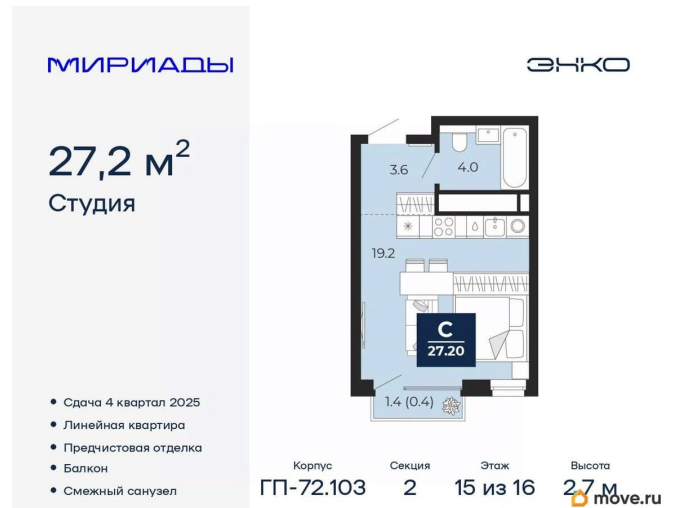 МИРИАДЫ
ЭНКО
27,2 м²
Студия
3.6
4.0
19.2
С
27.20
1.4 (0.4)
• Сдача 4 квартал 2025
• Линейная квартира
• Предчистовая отделка
• Балкон
• Смежный санузел
Корпус Секция Этаж Высота
ГП-72.103 2 15 из 16 2.7 м
move.ru